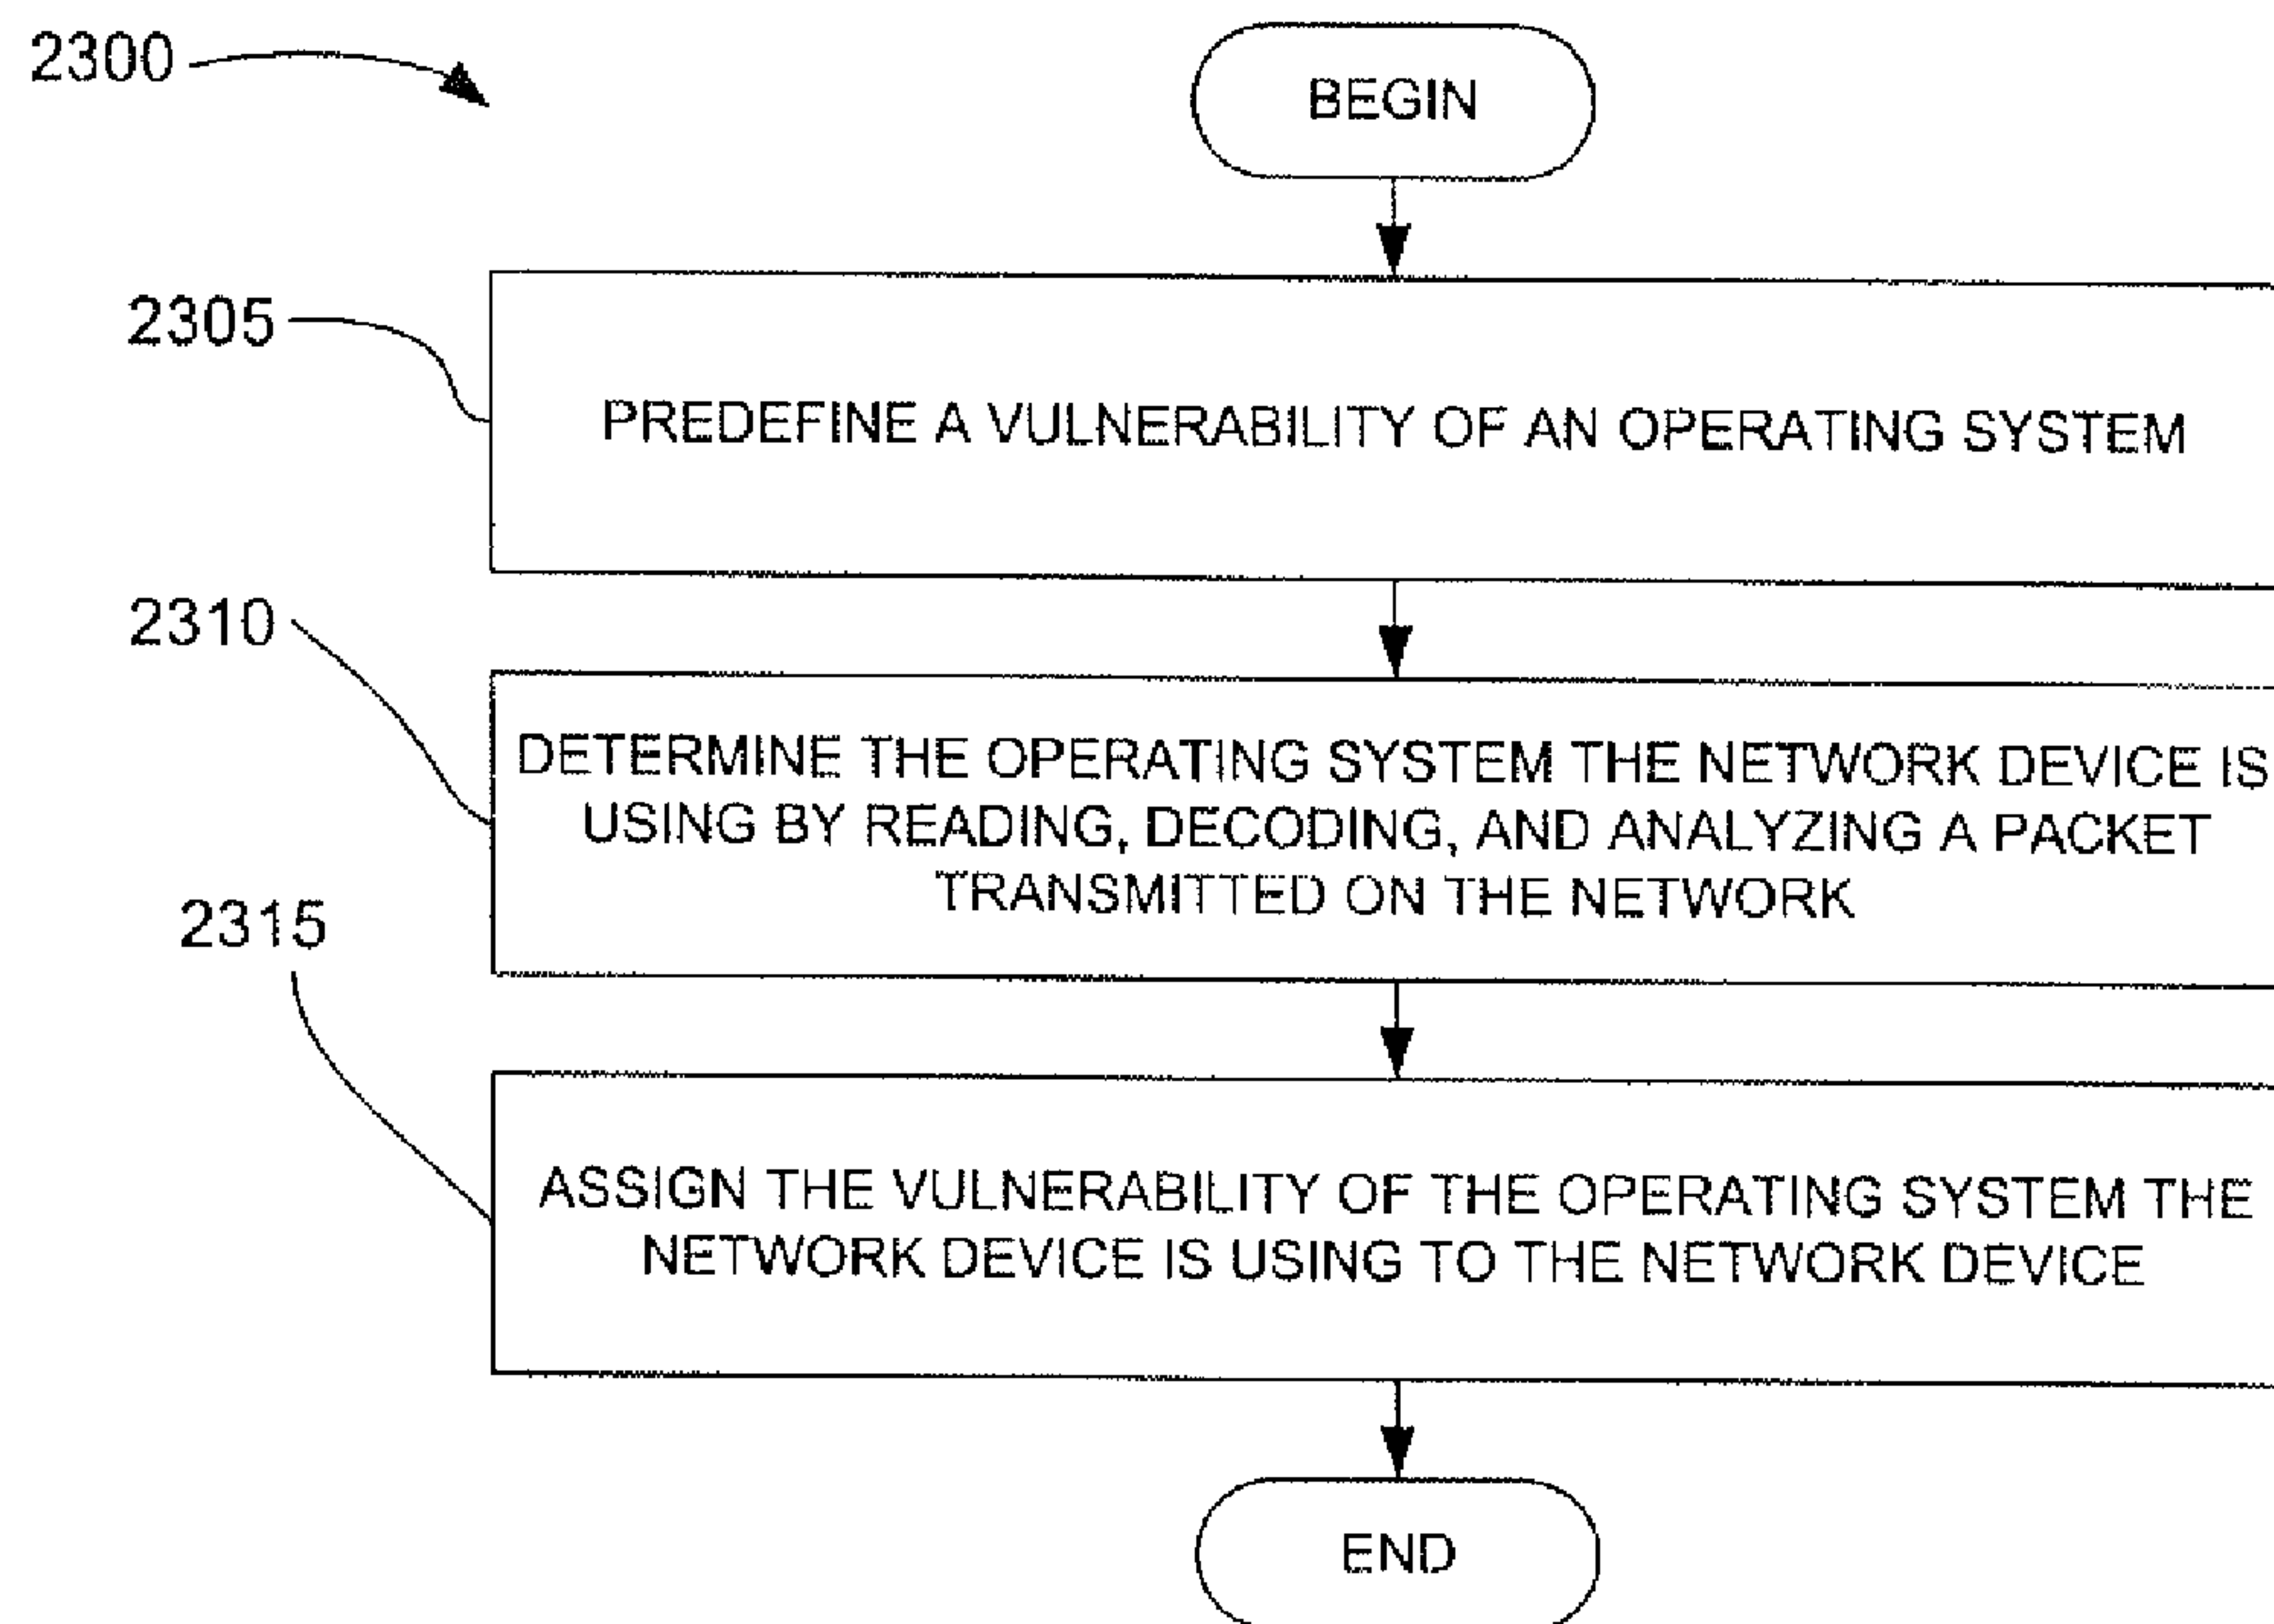 2300
BEGIN
2305
PREDEFINE A VULNERABILITY OF AN OPERATING SYSTEM
2310
DETERMINE THE OPERATING SYSTEM THE NETWORK DEVICE IS
USING BY READING, DECODING, AND ANALYZING A PACKET
TRANSMITTED ON THE NETWORK
2315
ASSIGN THE VULNERABILITY OF THE OPERATING SYSTEM THE
NETWORK DEVICE IS USING TO THE NETWORK DEVICE
END